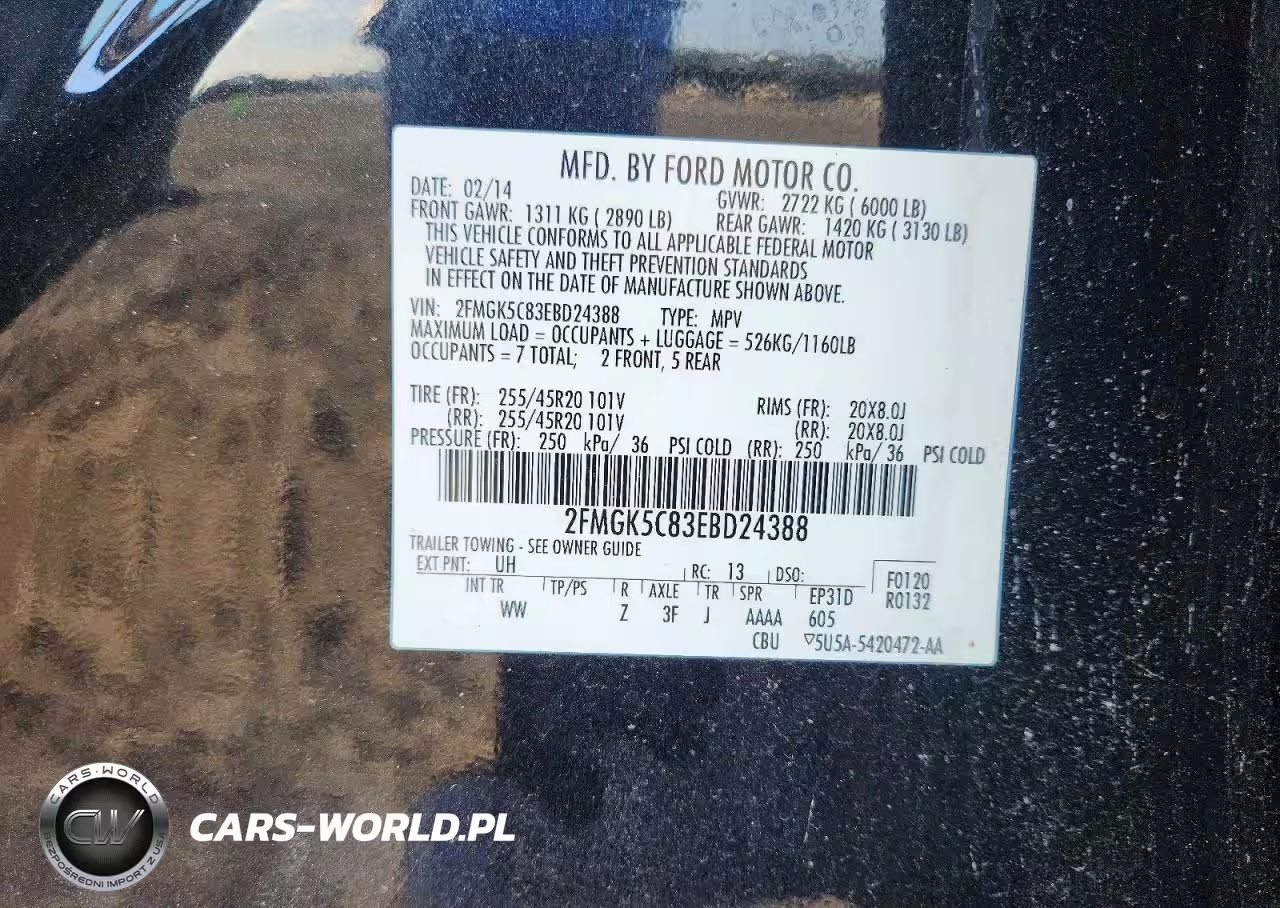 MFD. BY FORD MOTOR CO.
DATE: 02/14 GVWR: 2722 KG ( 6000 LB)
FRONT GAWR: 1311 KG ( 2890 LB) REAR GAWR: 1420 KG ( 3130 LB)
THIS VEHICLE CONFORMS TO ALL APPLICABLE FEDERAL MOTOR
VEHICLE SAFETY AND THEFT PREVENTION STANDARDS
IN EFFECT ON THE DATE OF MANUFACTURE SHOWN ABOVE.
VIN: 2FMGK5C83EBD24388 TYPE: MPV
MAXIMUM LOAD = OCCUPANTS + LUGGAGE = 526KG/1160LB
OCCUPANTS = 7 TOTAL; 2 FRONT, 5 REAR
TIRE (FR): 255/45R20 101V RIMS (FR): 20X8.0J
(RR): 255/45R20 101V (RR): 20X8.0J
PRESSURE (FR): 250 kPa/ 36 PSI COLD (RR): 250 kPa/ 36 PSI COLD
2FMGK5C83EBD24388
TRAILER TOWING - SEE OWNER GUIDE
EXT PNT: UH RC: 13 DSO: F0120
INT TR TP/PS R AXLE TR SPR EP31D R0132
WW Z 3F J AAAA 605
CBU ▽5U5A-5420472-AA
CARS-WORLD
CW
BEZPOŚREDNI IMPORT Z USA
CARS-WORLD.PL